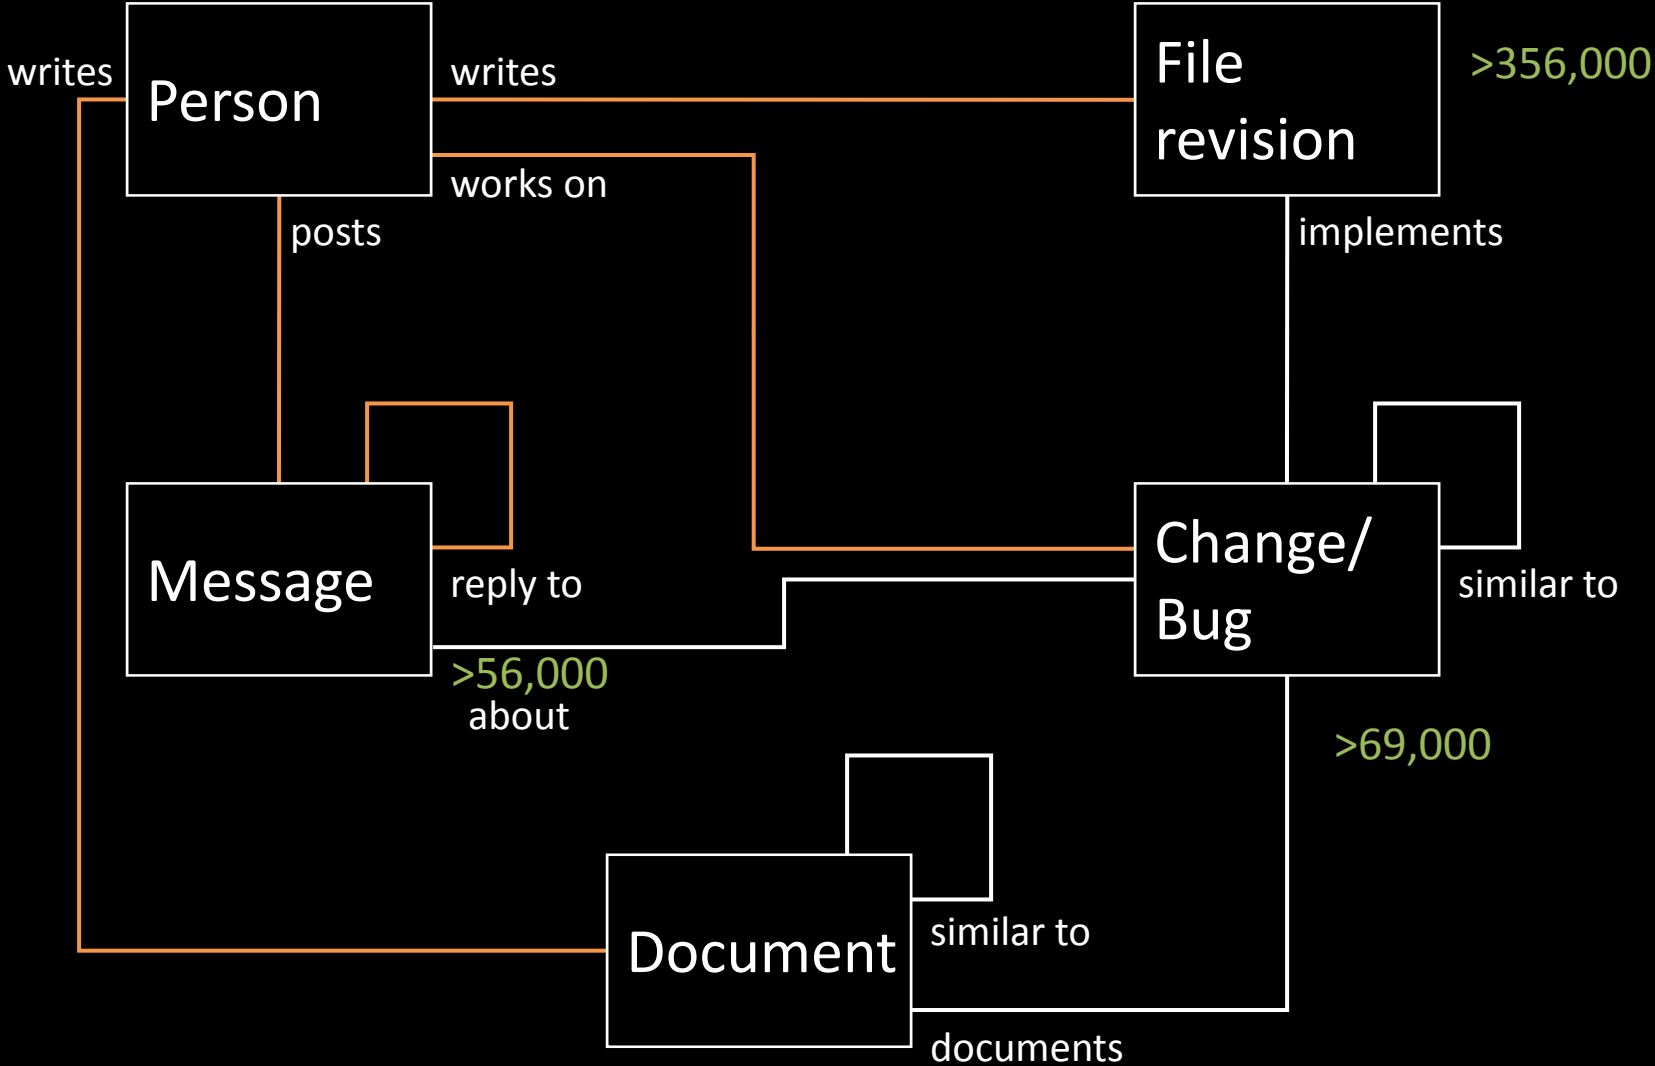 writes
Person
writes
works on
posts
File
revision
>356,000
implements
Message
reply to
>56,000
about
Change/
Bug
similar to
>69,000
Document
similar to
documents